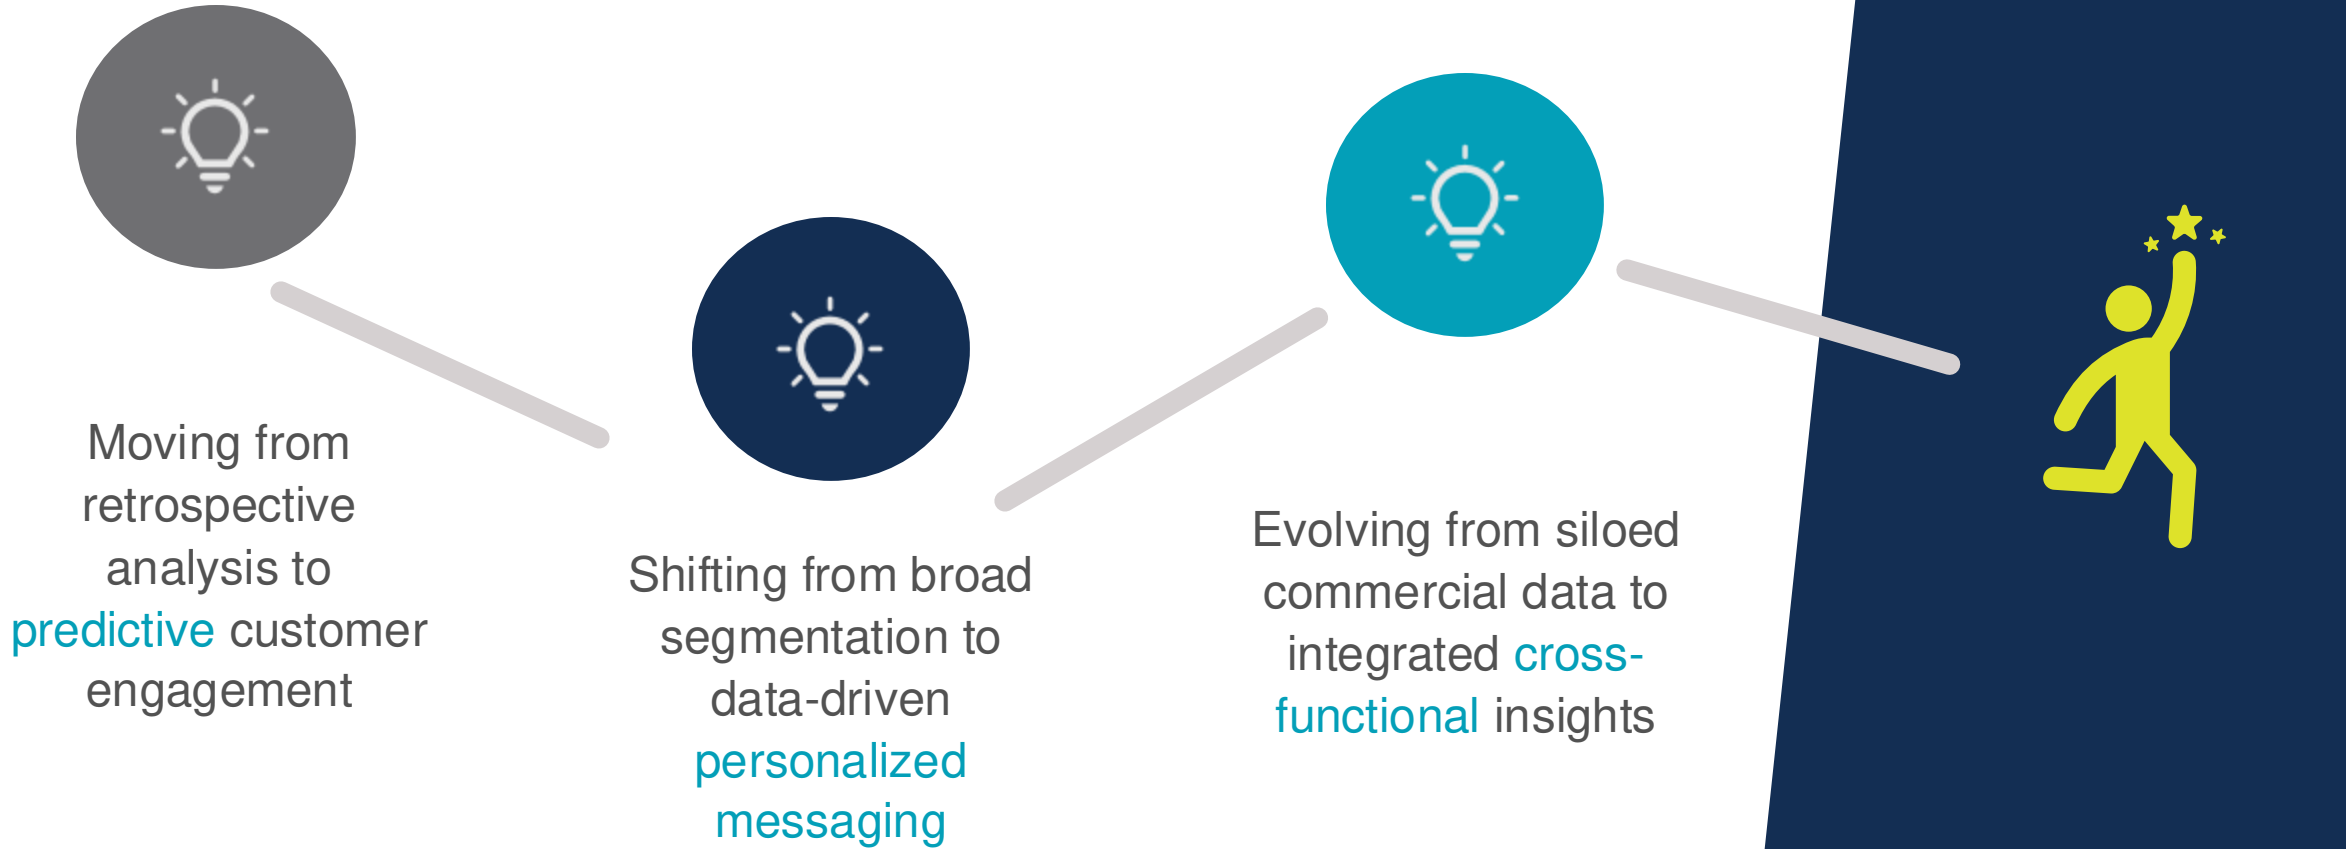 Moving from
retrospective
analysis to
predictive customer
engagement
Shifting from broad
segmentation to
data-driven
personalized
messaging
Evolving from siloed
commercial data to
integrated cross-
functional insights